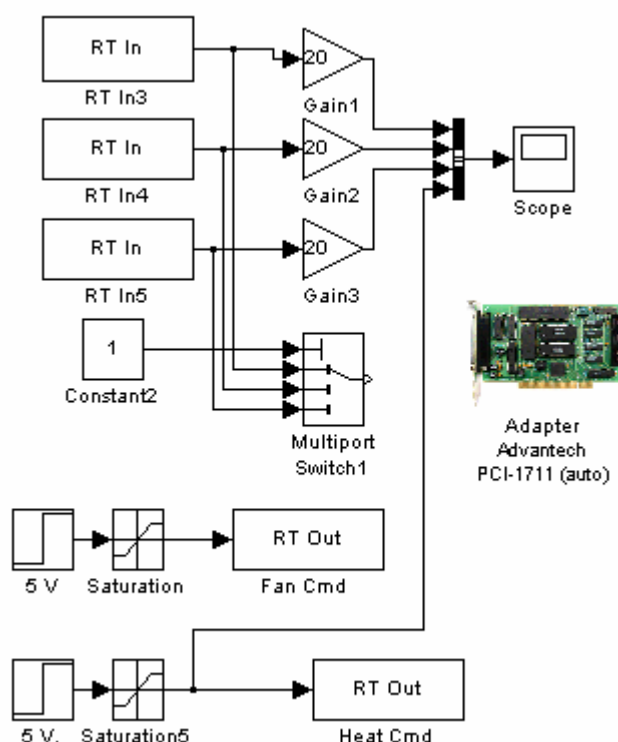 RT In
RT In3
20
Gain1
RT In
RT In4
20
Gain2
Scope
RT In
RT In5
20
Gain3
1
Constant2
Multiport
Switch1
Adapter
Advantech
PCI-1711 (auto)
5 V
Saturation
RT Out
Fan Cmd
5 V.
Saturation5
RT Out
Heat Cmd